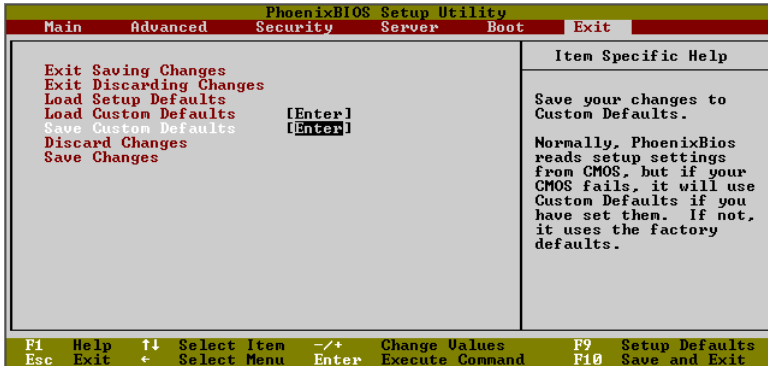 PhoenixBIOS Setup Utility
Main Advanced Security Server Boot Exit
Exit Saving Changes
Exit Discarding Changes
Load Setup Defaults
Load Custom Defaults [Enter]
Save Custom Defaults [Enter]
Discard Changes
Save Changes
Item Specific Help
Save your changes to
Custom Defaults.
Normally, PhoenixBios
reads setup settings
from CMOS, but if your
CMOS fails, it will use
Custom Defaults if you
have set them. If not,
it uses the factory
defaults.
F1 Help ↑↓ Select Item -/+ Change Values F9 Setup Defaults
Esc Exit ← Select Menu Enter Execute Command F10 Save and Exit